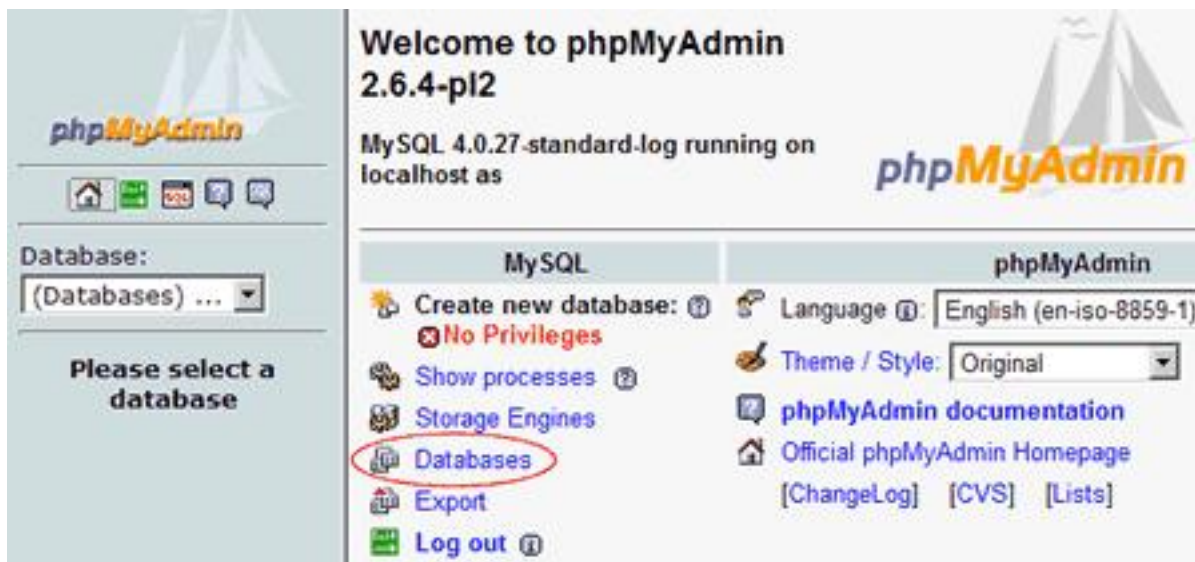 phpMyAdmin
Database:
(Databases) ...
Please select a
database
Welcome to phpMyAdmin
2.6.4-pl2
MySQL 4.0.27-standard-log running on
localhost as
phpMyAdmin
MySQL
Create new database:
No Privileges
Show processes
Storage Engines
Databases
Export
Log out
phpMyAdmin
Language : English (en-iso-8859-1)
Theme / Style: Original
phpMyAdmin documentation
Official phpMyAdmin Homepage
[ChangeLog] [CVS] [Lists]